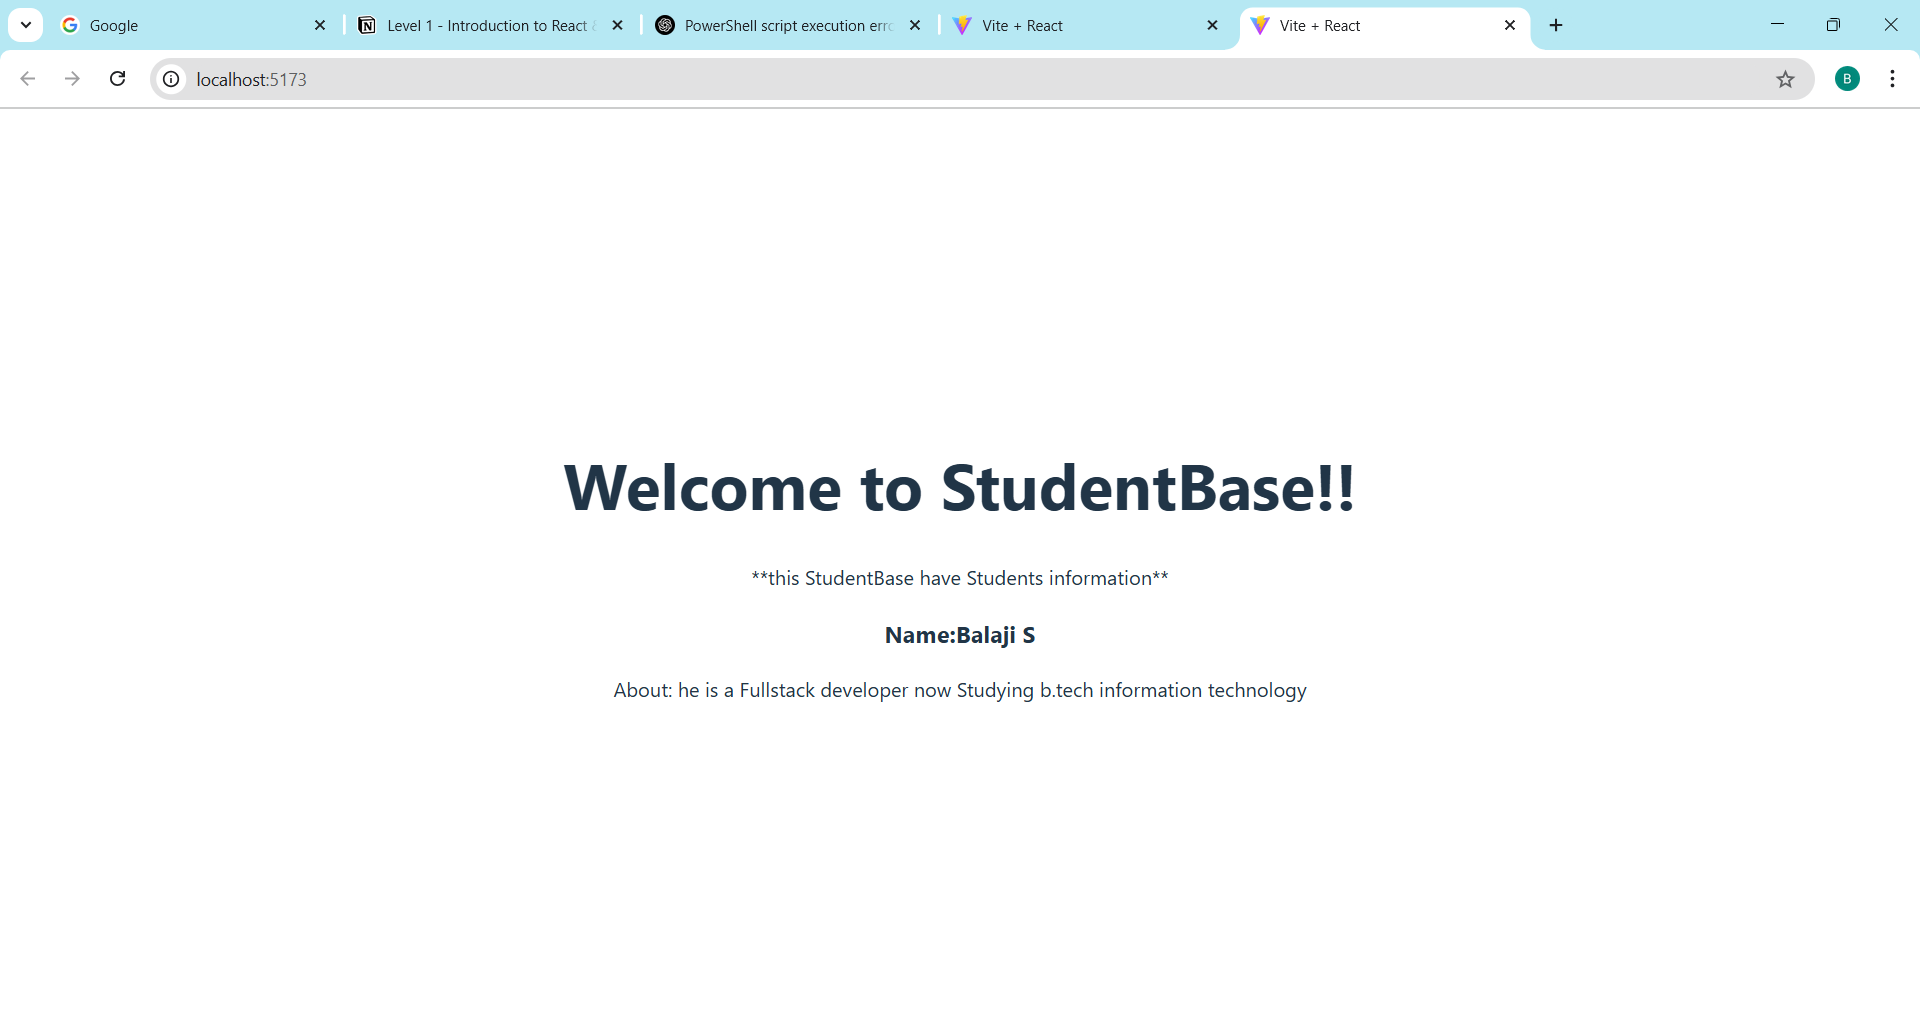 Google
Level 1 - Introduction to React
PowerShell script execution
Vite + React
Vite + React
localhost:5173
B
Welcome to StudentBase!!
**this StudentBase have Students information**
Name:Balaji S
About: he is a Fullstack developer now Studying b.tech information technology